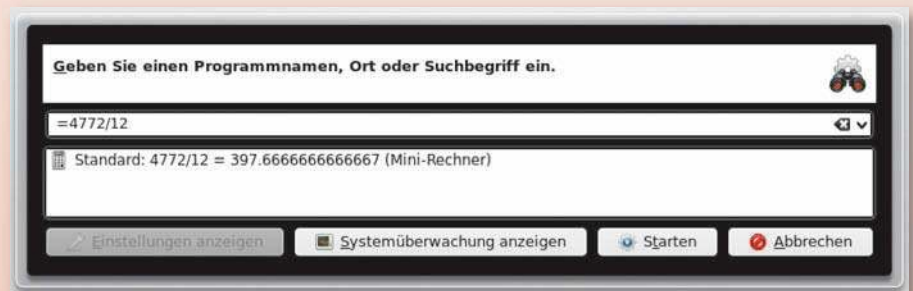 Geben Sie einen Programmnamen, Ort oder Suchbegriff ein.
=4772/12
Standard: 4772/12 = 397.6666666666667 (Mini-Rechner)
Einstellungen anzeigen Systemüberwachung anzeigen Starten Abbrechen